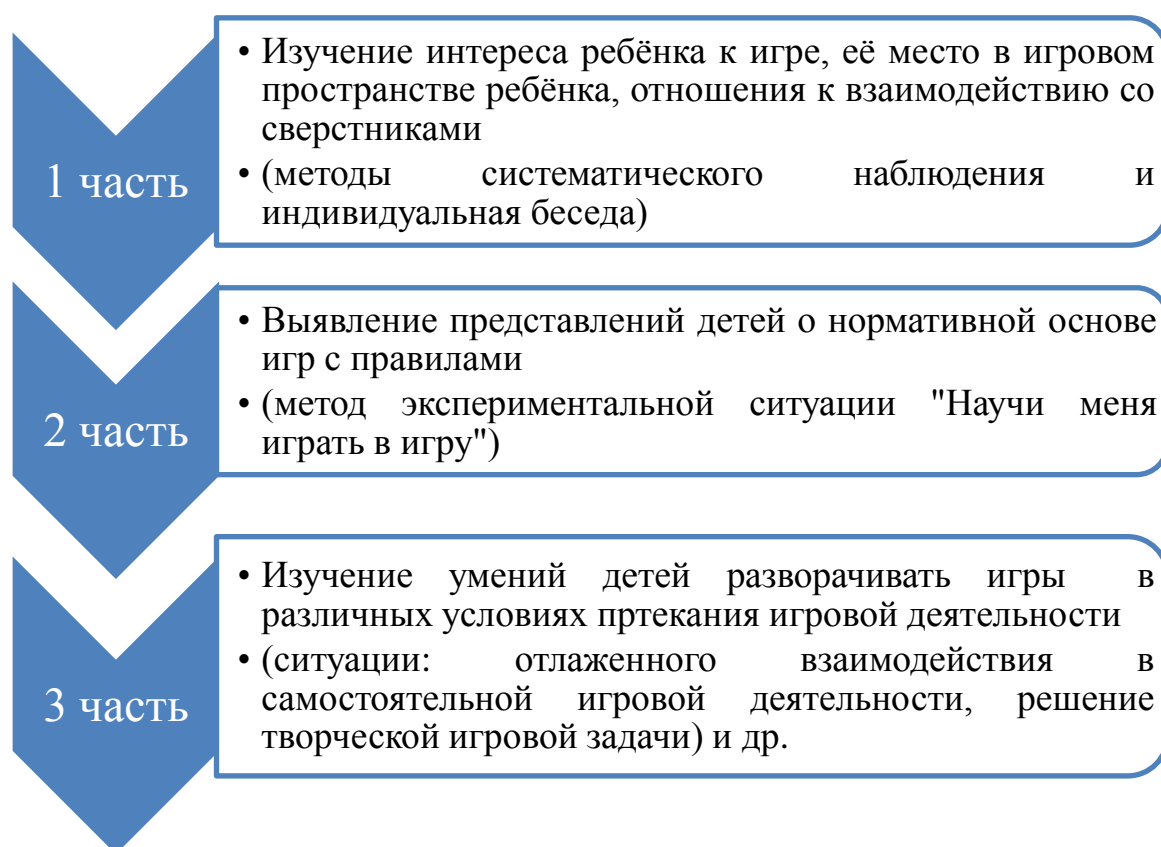 1 часть
• Изучение интереса ребёнка к игре, её место в игровом
пространстве ребёнка, отношения к взаимодействию со
сверстниками
• (методы систематического наблюдения и
индивидуальная беседа)
2 часть
• Выявление представлений детей о нормативной основе
игр с правилами
• (метод экспериментальной ситуации "Научи меня
играть в игру")
3 часть
• Изучение умений детей разворачивать игры в
различных условиях пртекания игровой деятельности
• (ситуации: отлаженного взаимодействия в
самостоятельной игровой деятельности, решение
творческой игровой задачи) и др.